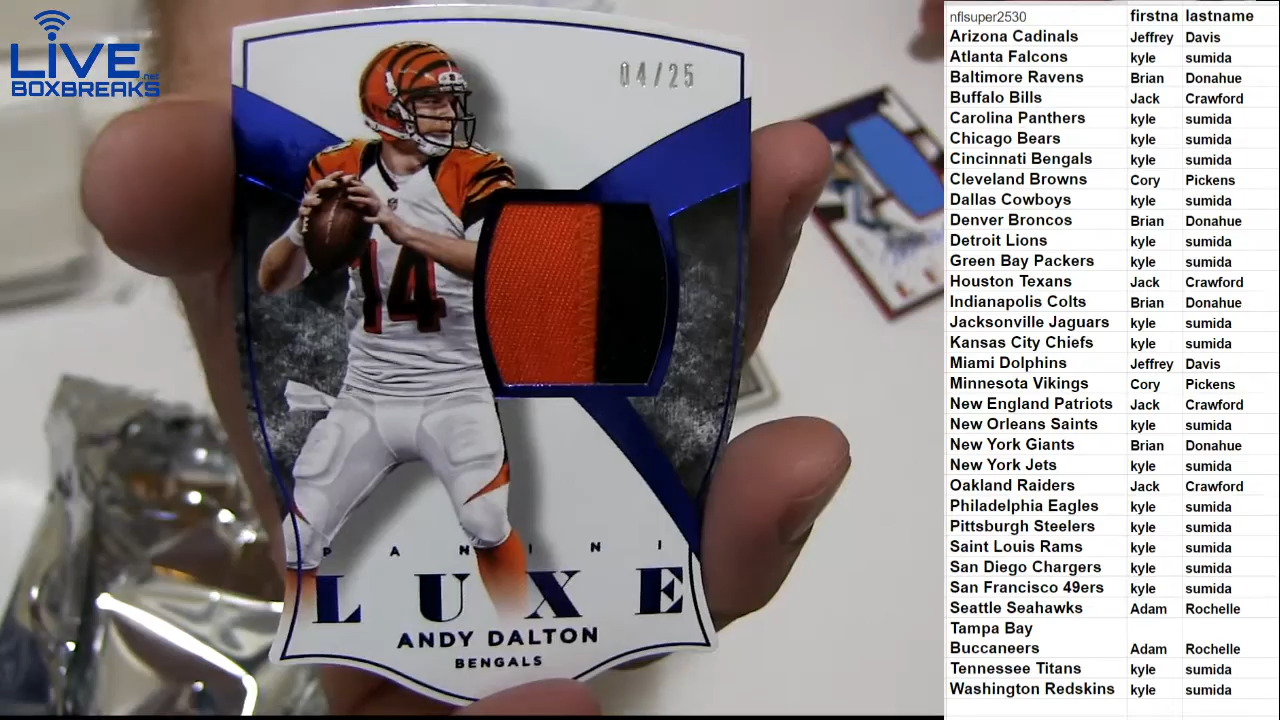 LIVE.net
BOXBREAKS
04/25
14
PANINI
LUXE
ANDY DALTON
BENGALS
nflsuper2530 firstna lastname
Arizona Cadinals Jeffrey Davis
Atlanta Falcons kyle sumida
Baltimore Ravens Brian Donahue
Buffalo Bills Jack Crawford
Carolina Panthers kyle sumida
Chicago Bears kyle sumida
Cincinnati Bengals kyle sumida
Cleveland Browns Cory Pickens
Dallas Cowboys kyle sumida
Denver Broncos Brian Donahue
Detroit Lions kyle sumida
Green Bay Packers kyle sumida
Houston Texans Jack Crawford
Indianapolis Colts Brian Donahue
Jacksonville Jaguars kyle sumida
Kansas City Chiefs kyle sumida
Miami Dolphins Jeffrey Davis
Minnesota Vikings Cory Pickens
New England Patriots Jack Crawford
New Orleans Saints kyle sumida
New York Giants Brian Donahue
New York Jets kyle sumida
Oakland Raiders Jack Crawford
Philadelphia Eagles kyle sumida
Pittsburgh Steelers kyle sumida
Saint Louis Rams kyle sumida
San Diego Chargers kyle sumida
San Francisco 49ers kyle sumida
Seattle Seahawks Adam Rochelle
Tampa Bay
Buccaneers Adam Rochelle
Tennessee Titans kyle sumida
Washington Redskins kyle sumida